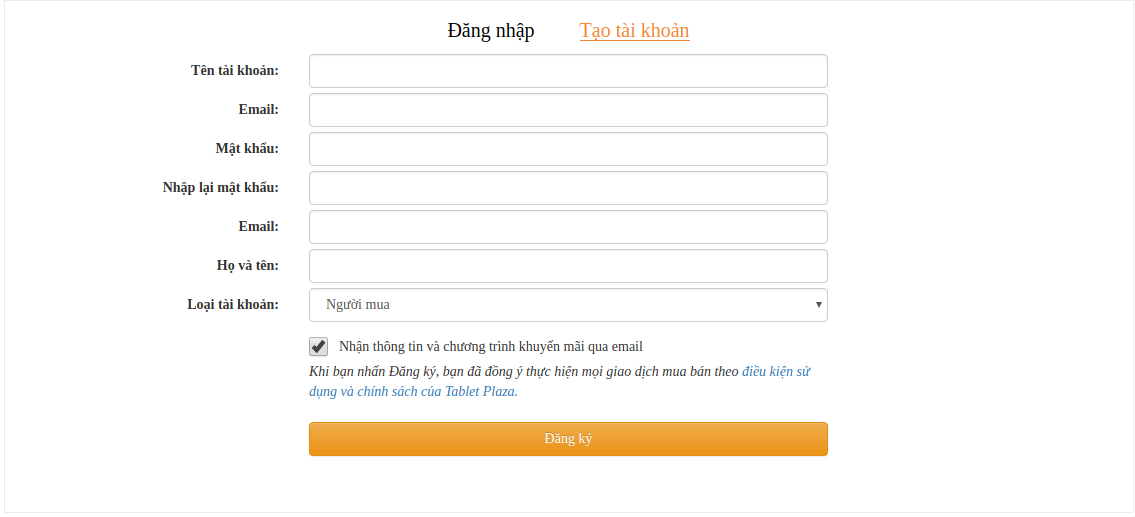 Đăng nhập Tạo tài khoản
Tên tài khoản:
Email:
Mật khẩu:
Nhập lại mật khẩu:
Email:
Họ và tên:
Loại tài khoản: Người mua
Nhận thông tin và chương trình khuyến mãi qua email
Khi bạn nhấn Đăng ký, bạn đã đồng ý thực hiện mọi giao dịch mua bán theo điều kiện sử
dụng và chính sách của Tablet Plaza.
Đăng ký